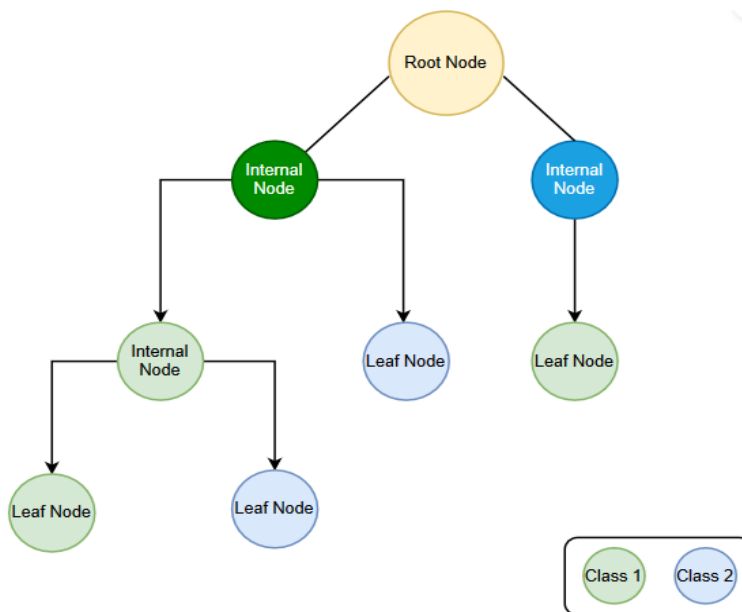 Root Node
Internal
Node
Internal
Node
Internal
Node
Leaf Node
Leaf Node
Leaf Node
Leaf Node
Class 1
Class 2